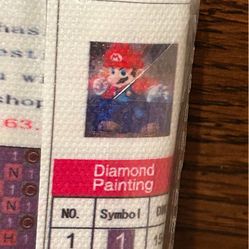 has
est.
wi
shop
63.
Diamond
Painting
NO. Symbol
1 1
C
N
N C
H